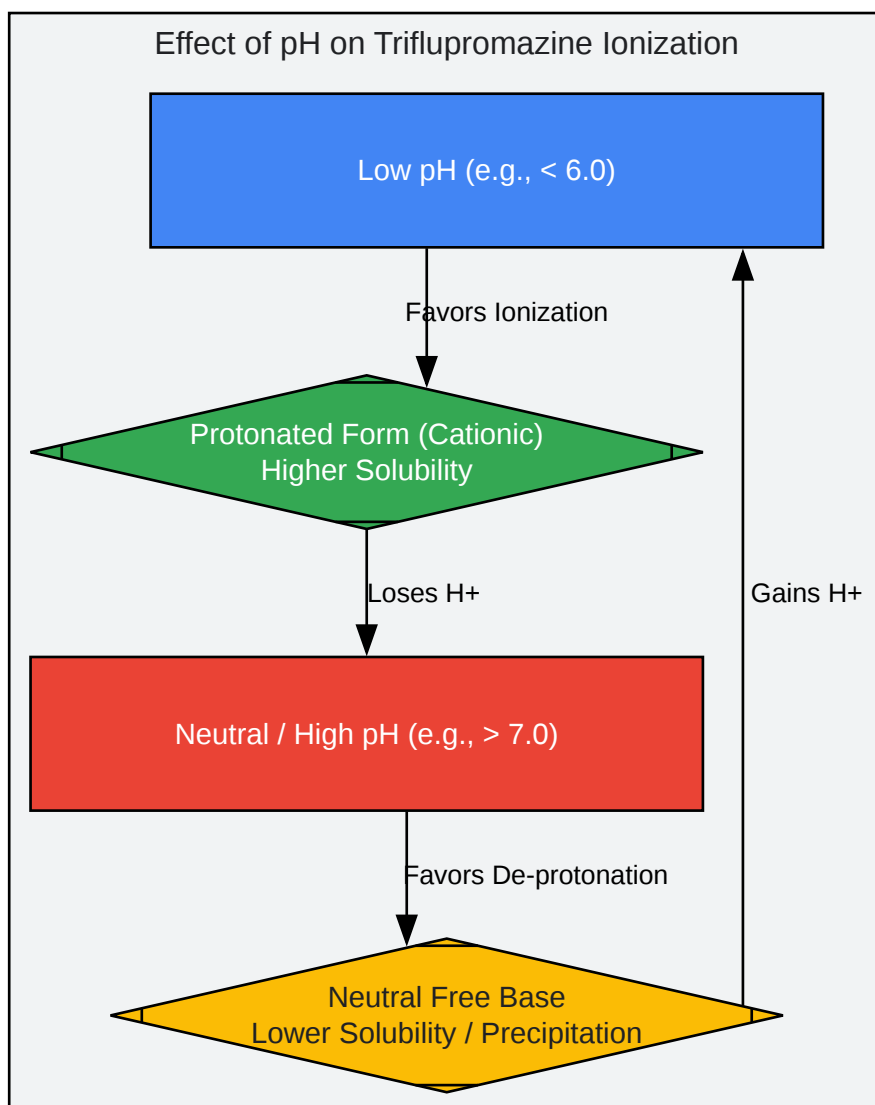 Effect of pH on Triflupromazine Ionization
Low pH (e.g., < 6.0)
Favors Ionization
Protonated Form (Cationic)
Higher Solubility
Loses H+
Gains H+
Neutral / High pH (e.g., > 7.0)
Favors De-protonation
Neutral Free Base
Lower Solubility / Precipitation